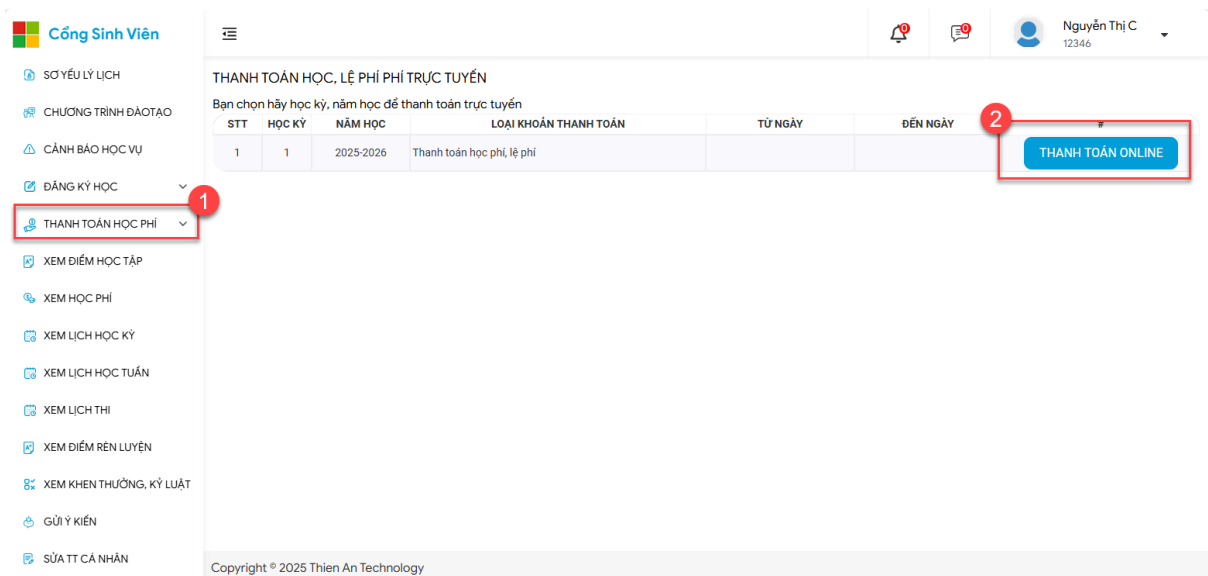 Cổng Sinh Viên
0
0
Nguyễn Thị C
12346
SƠ YẾU LÝ LỊCH
CHƯƠNG TRÌNH ĐÀOTẠO
CẢNH BÁO HỌC VỤ
ĐĂNG KÝ HỌC
THANH TOÁN HỌC PHÍ
1
XEM ĐIỂM HỌC TẬP
XEM HỌC PHÍ
XEM LỊCH HỌC KỲ
XEM LỊCH HỌC TUẦN
XEM LỊCH THI
XEM ĐIỂM RÈN LUYỆN
XEM KHEN THƯỞNG, KỶ LUẬT
GỬI Ý KIẾN
SỬA TT CÁ NHÂN
THANH TOÁN HỌC, LỆ PHÍ PHÍ TRỰC TUYẾN
Bạn chọn hãy học kỳ, năm học để thanh toán trực tuyến
STT HỌC KỲ NĂM HỌC LOẠI KHOẢN THANH TOÁN TỪ NGÀY ĐẾN NGÀY #
2
1 1 2025-2026 Thanh toán học phí, lệ phí THANH TOÁN ONLINE
Copyright © 2025 Thien An Technology